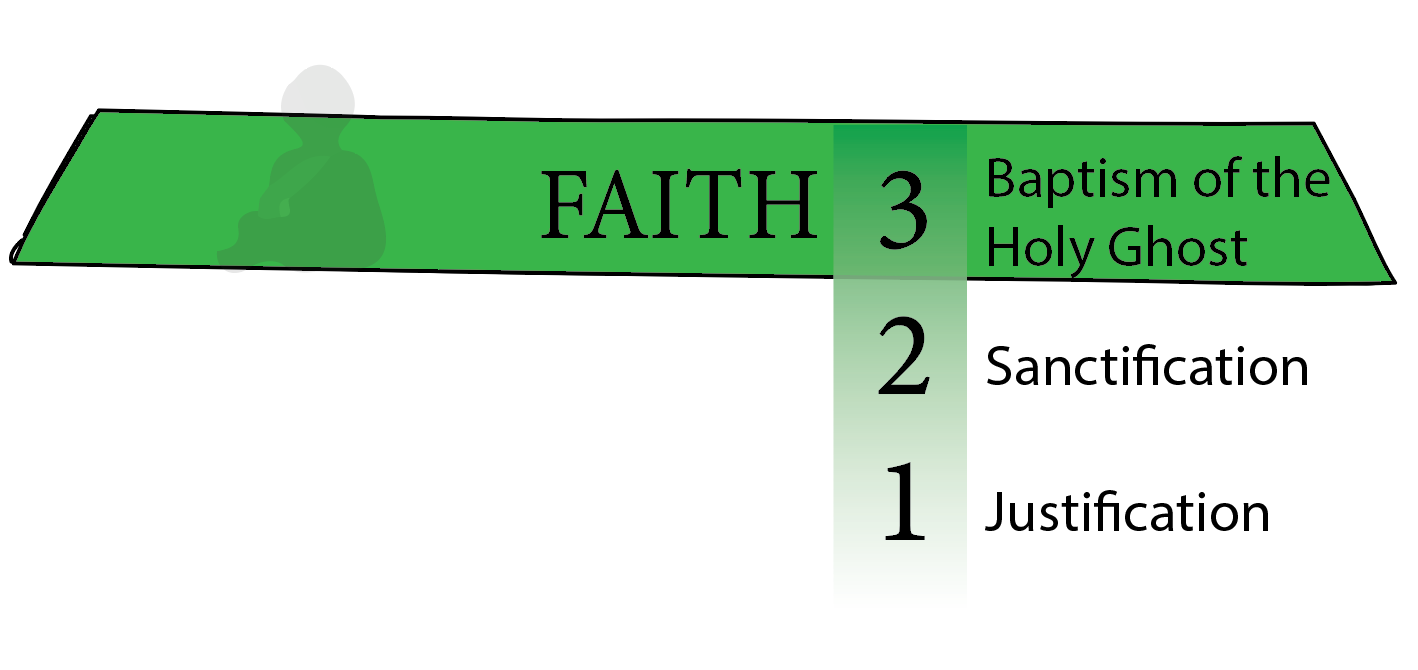 FAITH 3 Baptism of the
Holy Ghost
2 Sanctification
1 Justification